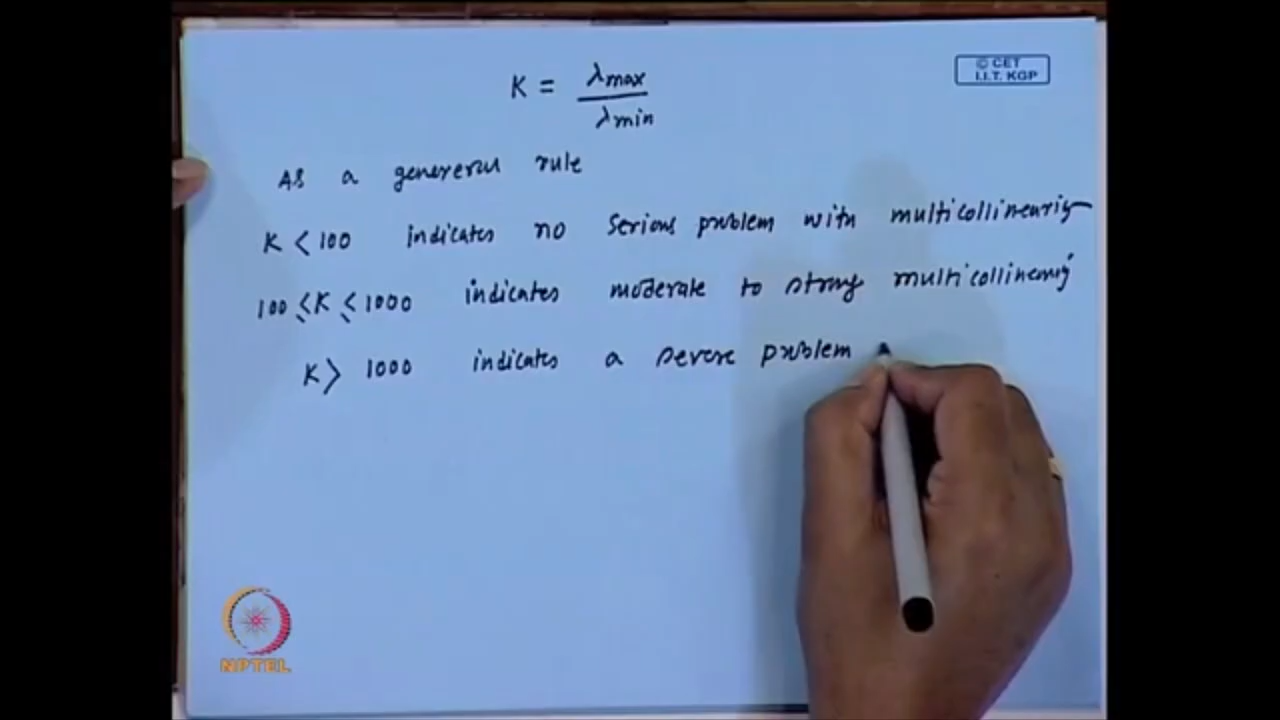 © CET
I.I.T. KGP
K = λmax / λmin
As a genereral rule
K < 100 indicates no serious problem with multicollinearity
100 ≤ K ≤ 1000 indicates moderate to strong multicollinearity
K > 1000 indicates a severe problem
NPTEL